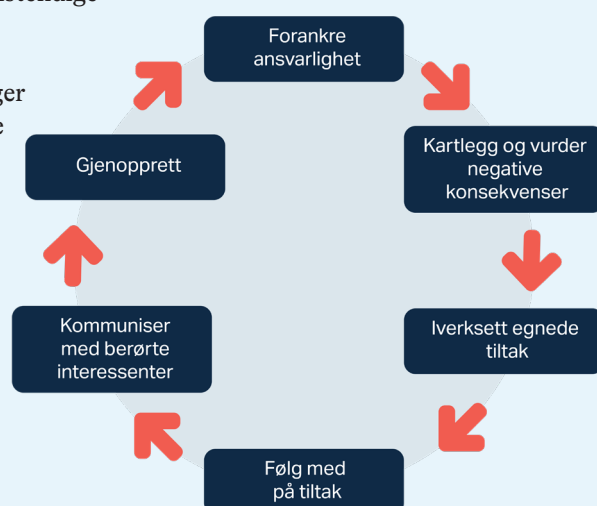 Forankre
ansvarlighet
ger
Gjenopprett
Kartlegg og vurder
negative
konsekvenser
Kommuniser
med berørte
interessenter
Iverksett egnede
tiltak
Følg med
på tiltak